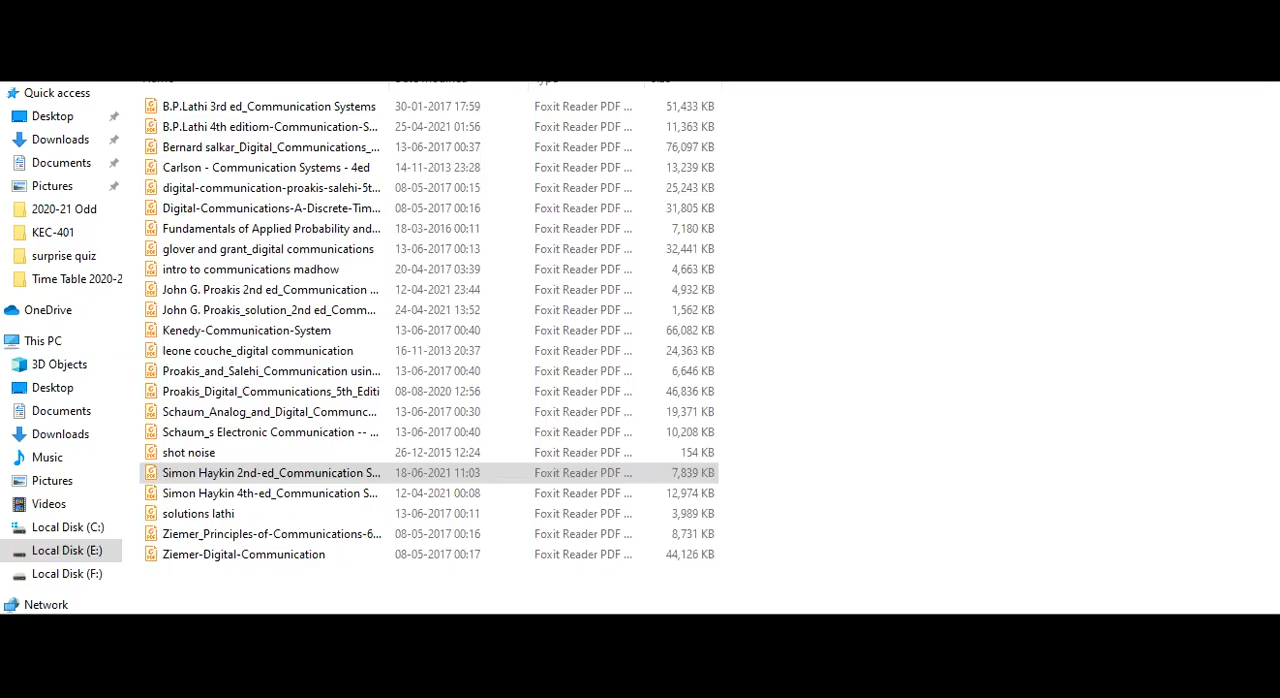 Quick access
Desktop
Downloads
Documents
Pictures
2020-21 Odd
KEC-401
surprise quiz
Time Table 2020-2
OneDrive
This PC
3D Objects
Desktop
Documents
Downloads
Music
Pictures
Videos
Local Disk (C:)
Local Disk (E:)
Local Disk (F:)
Network
B.P.Lathi 3rd ed_Communication Systems 30-01-2017 17:59 Foxit Reader PDF ... 51,433 KB
B.P.Lathi 4th editiom-Communication-S... 25-04-2021 01:56 Foxit Reader PDF ... 11,363 KB
Bernard salkar_Digital_Communications_... 13-06-2017 00:37 Foxit Reader PDF ... 76,097 KB
Carlson - Communication Systems - 4ed 14-11-2013 23:28 Foxit Reader PDF ... 13,239 KB
digital-communication-proakis-salehi-5t... 08-05-2017 00:15 Foxit Reader PDF ... 25,243 KB
Digital-Communications-A-Discrete-Tim... 08-05-2017 00:16 Foxit Reader PDF ... 31,805 KB
Fundamentals of Applied Probability and... 18-03-2016 00:11 Foxit Reader PDF ... 7,180 KB
glover and grant_digital communications 13-06-2017 00:13 Foxit Reader PDF ... 32,441 KB
intro to communications madhow 20-04-2017 03:39 Foxit Reader PDF ... 4,663 KB
John G. Proakis 2nd ed_Communication ... 12-04-2021 23:44 Foxit Reader PDF ... 4,932 KB
John G. Proakis_solution_2nd ed_Comm... 24-04-2021 13:52 Foxit Reader PDF ... 1,562 KB
Kenedy-Communication-System 13-06-2017 00:40 Foxit Reader PDF ... 66,082 KB
leone couche_digital communication 16-11-2013 20:37 Foxit Reader PDF ... 24,363 KB
Proakis_and_Salehi_Communication usin... 13-06-2017 00:40 Foxit Reader PDF ... 6,646 KB
Proakis_Digital_Communications_5th_Editi 08-08-2020 12:56 Foxit Reader PDF ... 46,836 KB
Schaum_Analog_and_Digital_Communc... 13-06-2017 00:30 Foxit Reader PDF ... 19,371 KB
Schaum_s Electronic Communication -- ... 13-06-2017 00:40 Foxit Reader PDF ... 10,208 KB
shot noise 26-12-2015 12:24 Foxit Reader PDF ... 154 KB
Simon Haykin 2nd-ed_Communication S... 18-06-2021 11:03 Foxit Reader PDF ... 7,839 KB
Simon Haykin 4th-ed_Communication S... 12-04-2021 00:08 Foxit Reader PDF ... 12,974 KB
solutions lathi 13-06-2017 00:11 Foxit Reader PDF ... 3,989 KB
Ziemer_Principles-of-Communications-6... 08-05-2017 00:16 Foxit Reader PDF ... 8,731 KB
Ziemer-Digital-Communication 08-05-2017 00:17 Foxit Reader PDF ... 44,126 KB